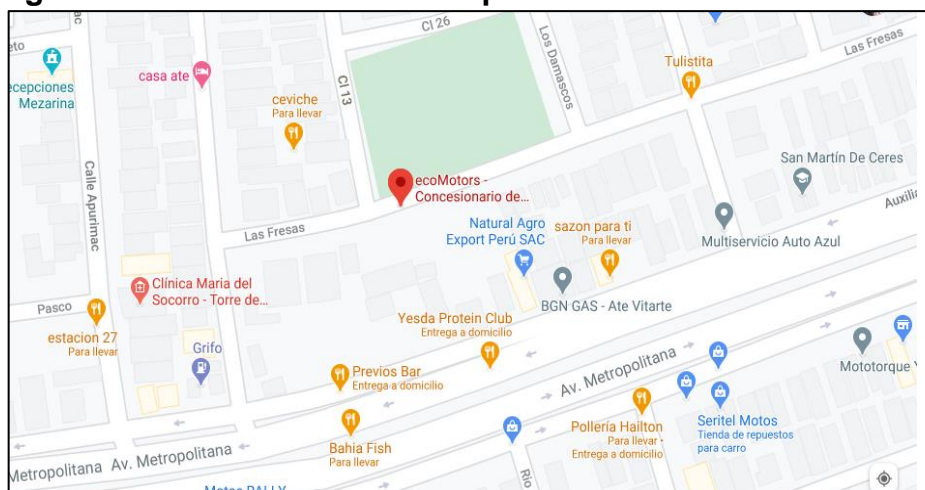 Cl 26
Los Damascos
Las Fresas
Tulistita
casa ate
ecepciones
Mezarina
Cl 13
ceviche
Para llevar
San Martín De Ceres
Calle Apurimac
ecoMotors -
Concesionario de...
Auxilia
Las Fresas
Natural Agro
Export Perú SAC
sazon para ti
Para llevar
Multiservicio Auto Azul
Clínica Maria del
Socorro - Torre de...
BGN GAS - Ate Vitarte
Pasco
estacion 27
Para llevar
Yesda Protein Club
Entrega a domicilio
Grifo
Mototorque Y
Previos Bar
Entrega a domicilio
Av. Metropolitana
Bahia Fish
Para llevar
Pollería Hailton
Para llevar -
Entrega a domicilio
Seritel Motos
Tienda de repuestos
para carro
Metropolitana Av. Metropolitana
Río